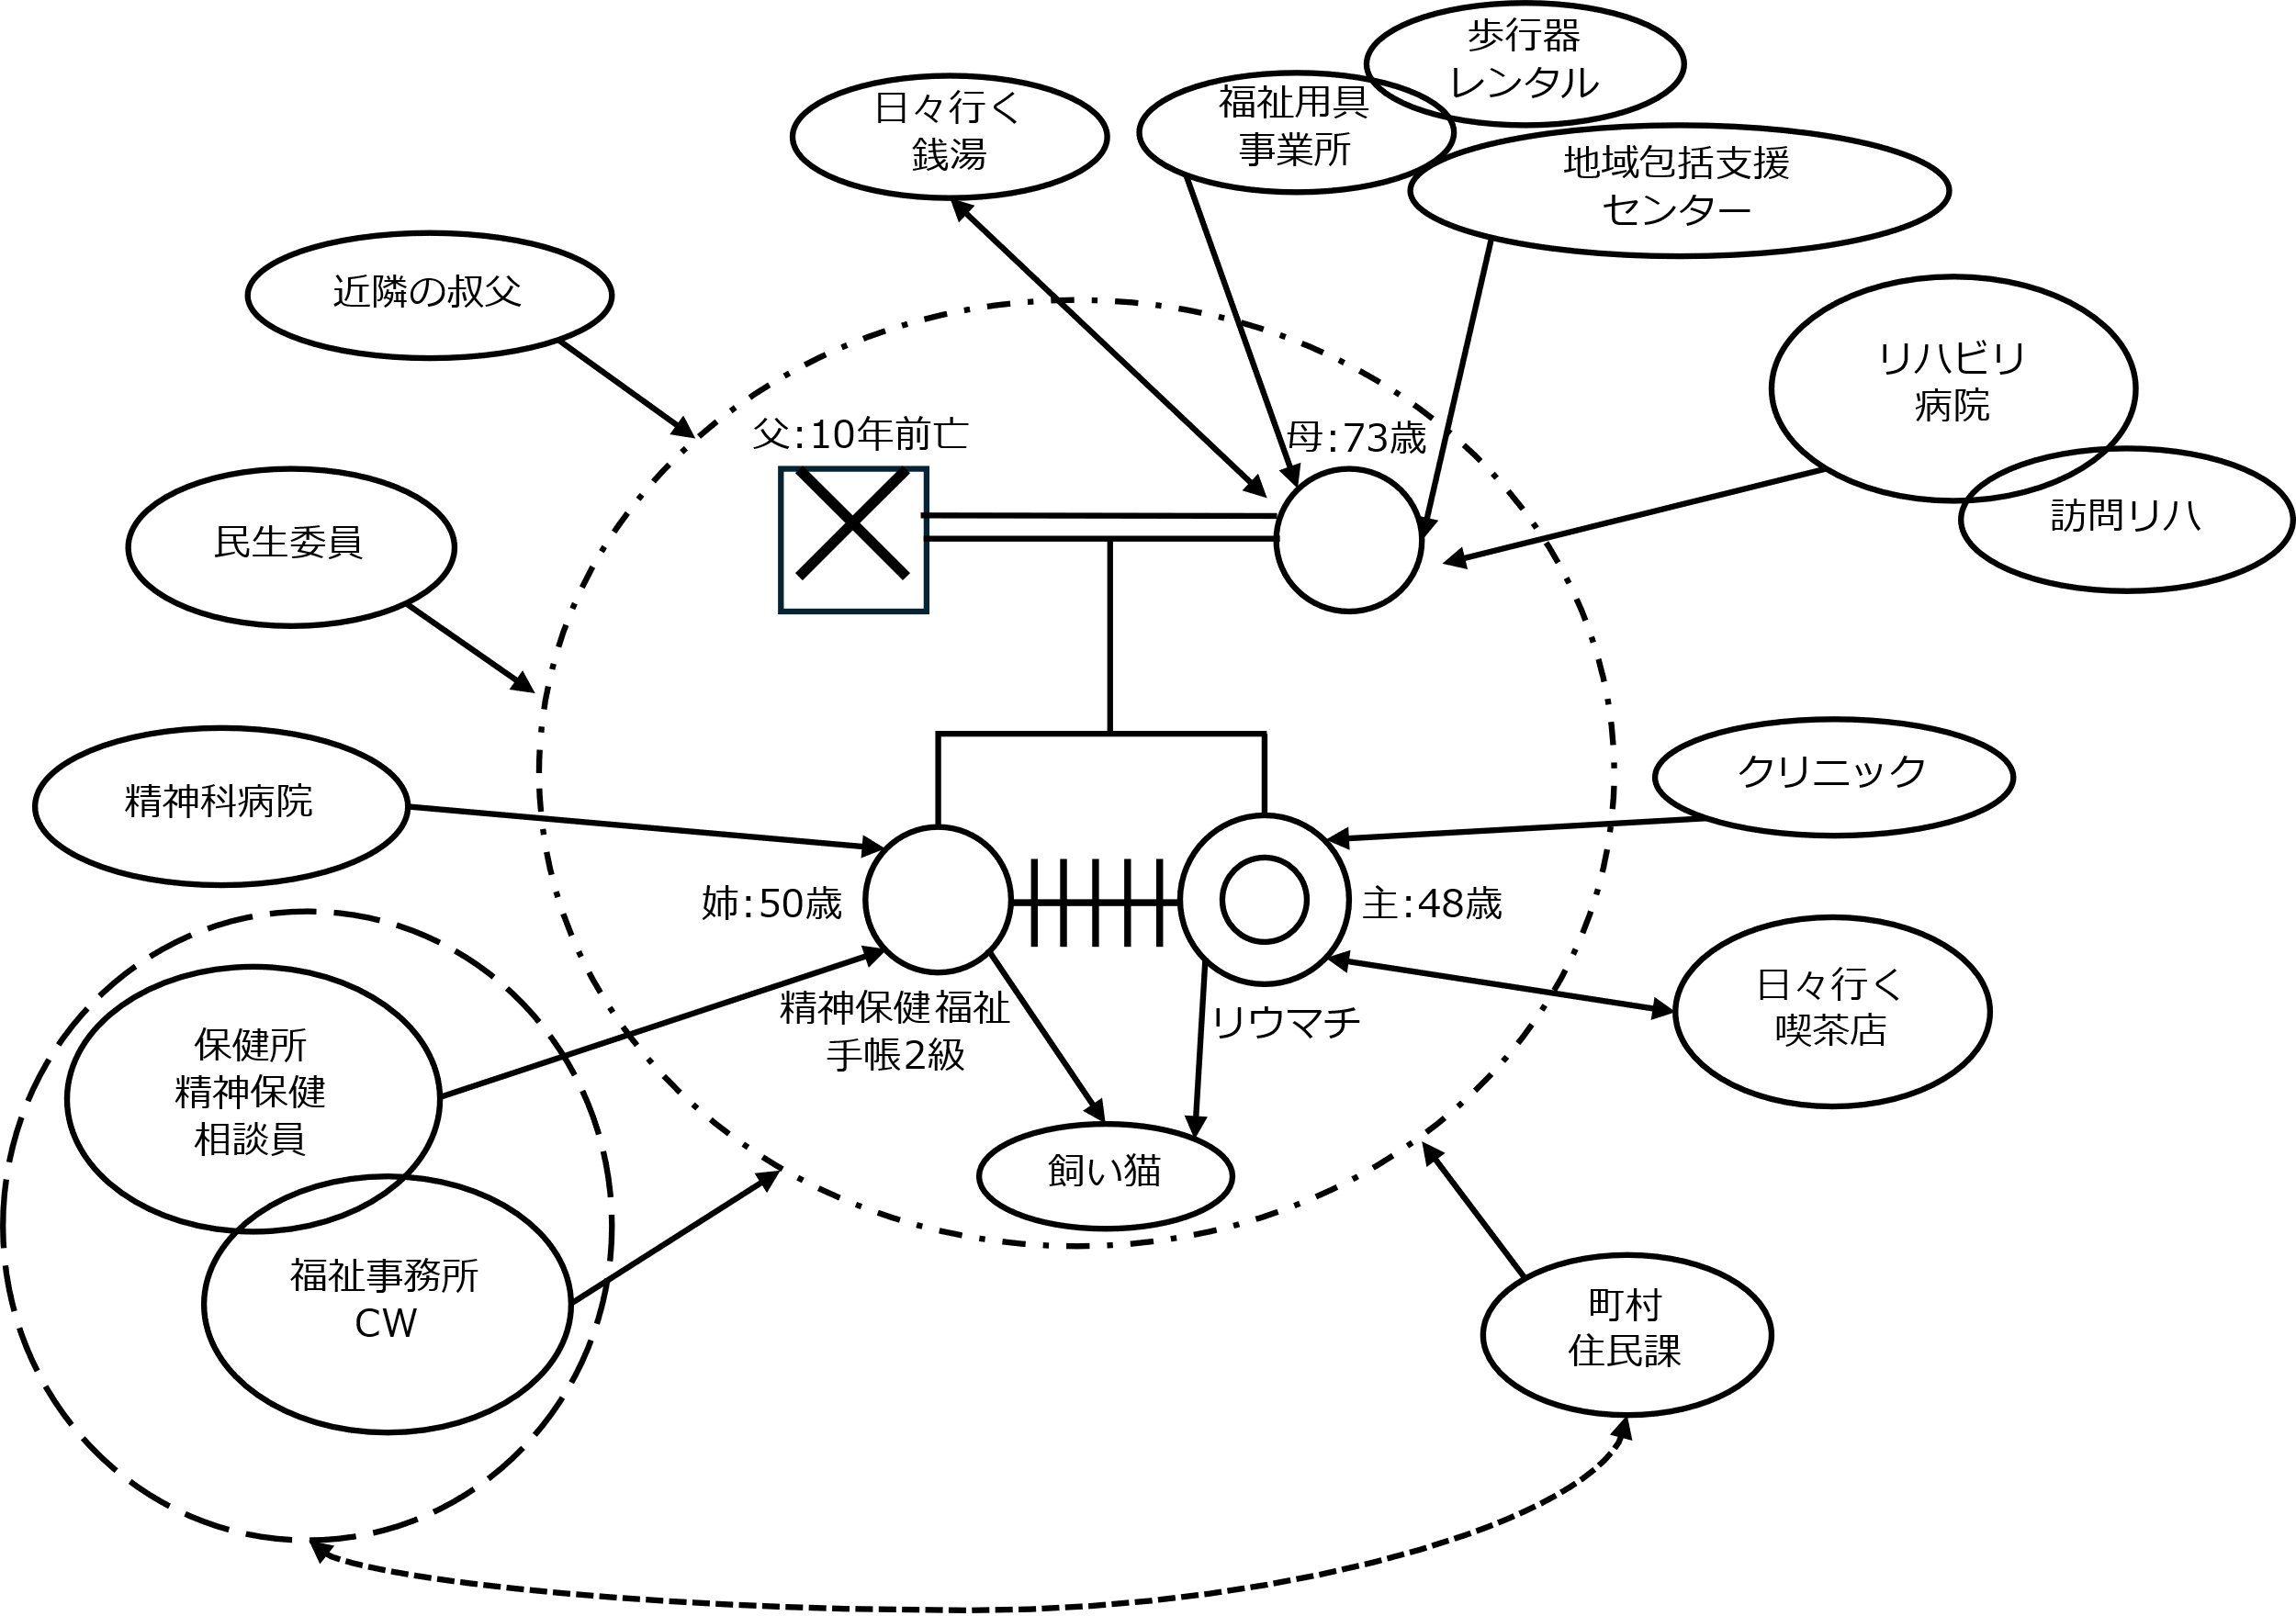 歩行器
レンタル
日々行く
銭湯
福祉用具
事業所
地域包括支援
センター
近隣の叔父
リハビリ
病院
父:10年前亡
母:73歳
訪問リハ
民生委員
精神科病院
クリニック
姉:50歳
主:48歳
精神保健福祉
手帳2級
リウマチ
日々行く
喫茶店
保健所
精神保健
相談員
飼い猫
福祉事務所
CW
町村
住民課